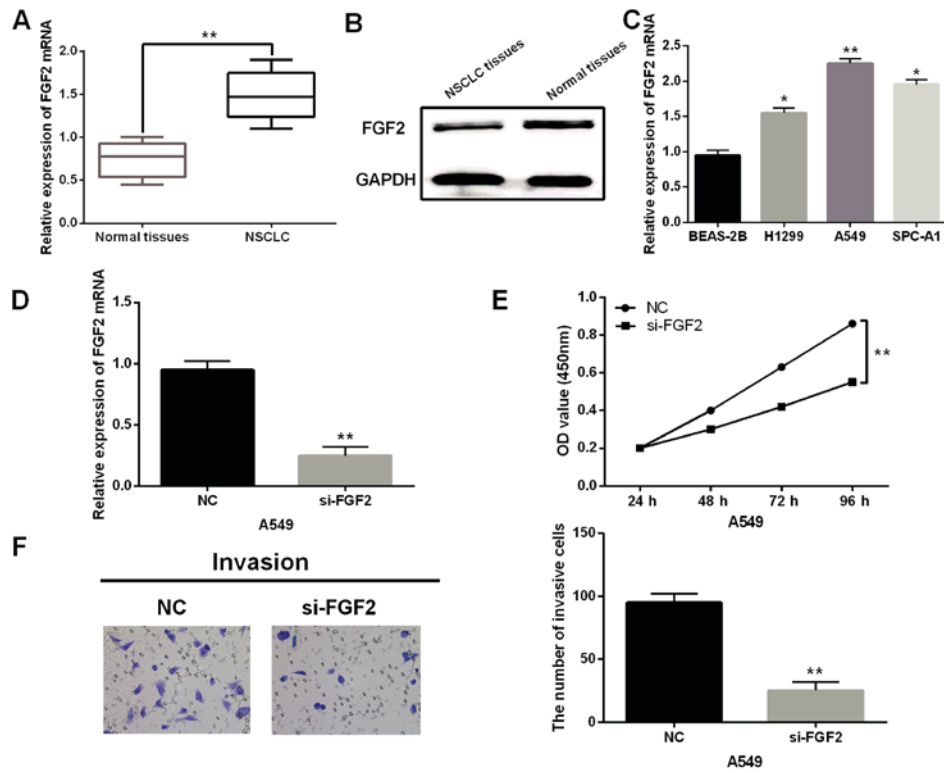 A
Relative expression of FGF2 mRNA
2.0
1.5
1.0
0.5
0.0
**
Normal tissues
NSCLC
B
NSCLC tissues
Normal tissues
FGF2
GAPDH
C
Relative expression of FGF2 mRNA
3.0
2.5
2.0
1.5
1.0
0.5
0.0
*
**
*
BEAS-2B
H1299
A549
SPC-A1
D
Relative expression of FGF2 mRNA
1.5
1.0
0.5
0.0
**
NC
si-FGF2
A549
E
OD value (450nm)
1.0
0.8
0.6
0.4
0.2
0.0
NC
si-FGF2
**
24 h
48 h
72 h
96 h
A549
F
Invasion
NC
si-FGF2
The number of invasive cells
150
100
50
0
**
NC
si-FGF2
A549